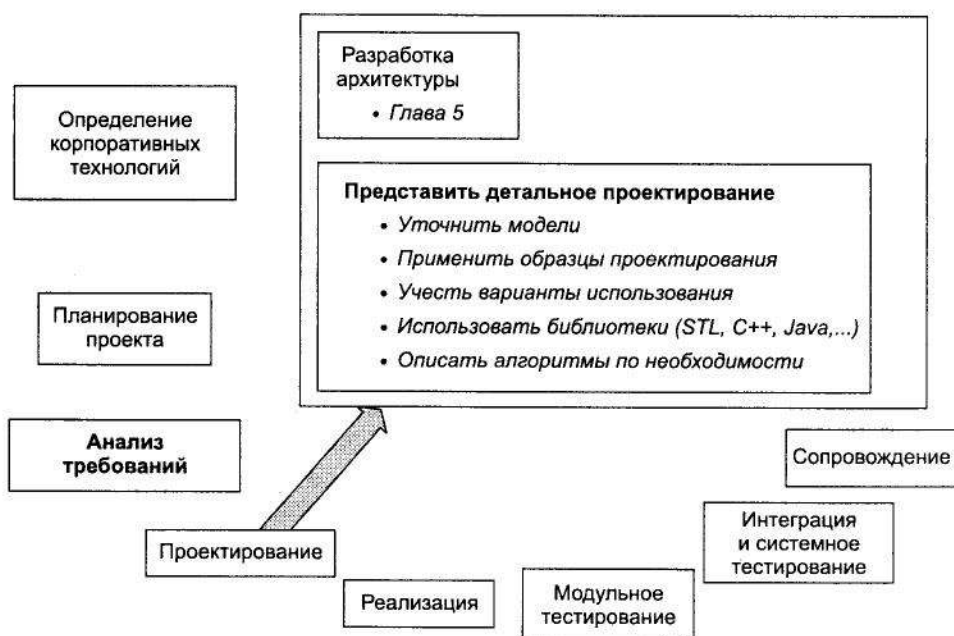 Разработка
архитектуры
• Глава 5
Определение
корпоративных
технологий
Представить детальное проектирование
• Уточнить модели
• Применить образцы проектирования
• Учесть варианты использования
• Использовать библиотеки (STL, C++, Java,...)
• Описать алгоритмы по необходимости
Планирование
проекта
Анализ
требований
Проектирование
Реализация
Модульное
тестирование
Интеграция
и системное
тестирование
Сопровождение